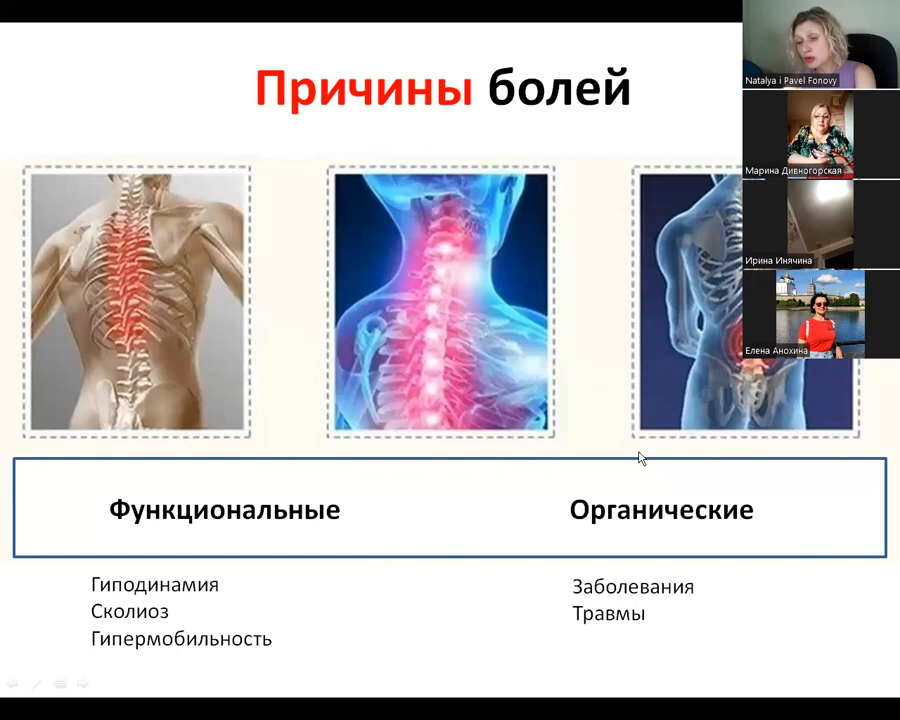 Причины болей
Natalya i Pavel Fonovy
Марина Дивногорская
Ирина Инячина
Елена Анохина
Функциональные
Органические
Гиподинамия
Сколиоз
Гипермобильность
Заболевания
Травмы